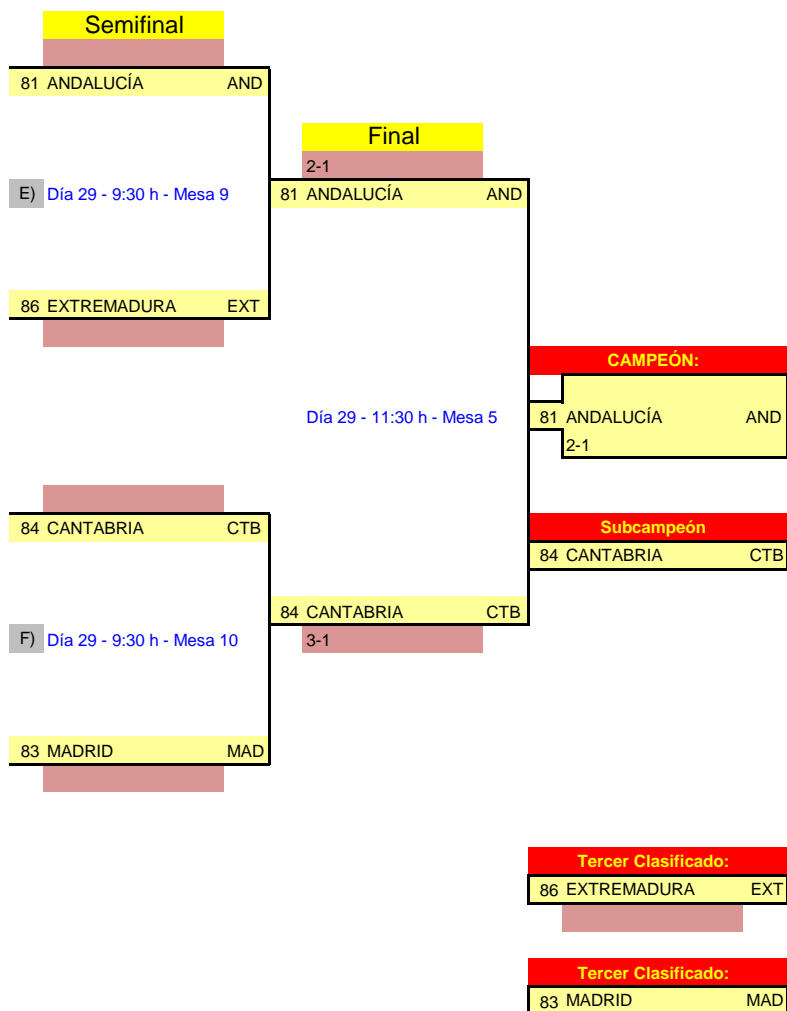 Semifinal
81 ANDALUCÍA AND
Final
2-1
E) Día 29 - 9:30 h - Mesa 9
81 ANDALUCÍA AND
86 EXTREMADURA EXT
CAMPEÓN:
Día 29 - 11:30 h - Mesa 5
81 ANDALUCÍA AND
2-1
84 CANTABRIA CTB
Subcampeón
84 CANTABRIA CTB
84 CANTABRIA CTB
F) Día 29 - 9:30 h - Mesa 10
3-1
83 MADRID MAD
Tercer Clasificado:
86 EXTREMADURA EXT
Tercer Clasificado:
83 MADRID MAD